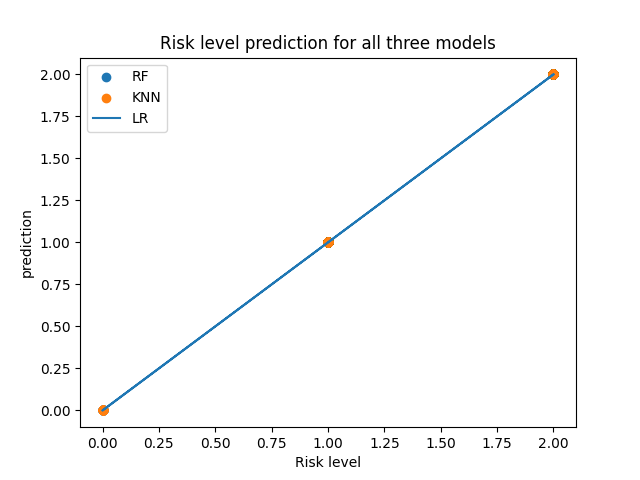 Risk level prediction for all three models
RF
KNN
LR
2.00
1.75
1.50
1.25
1.00
0.75
0.50
0.25
0.00
prediction
0.00 0.25 0.50 0.75 1.00 1.25 1.50 1.75 2.00
Risk level